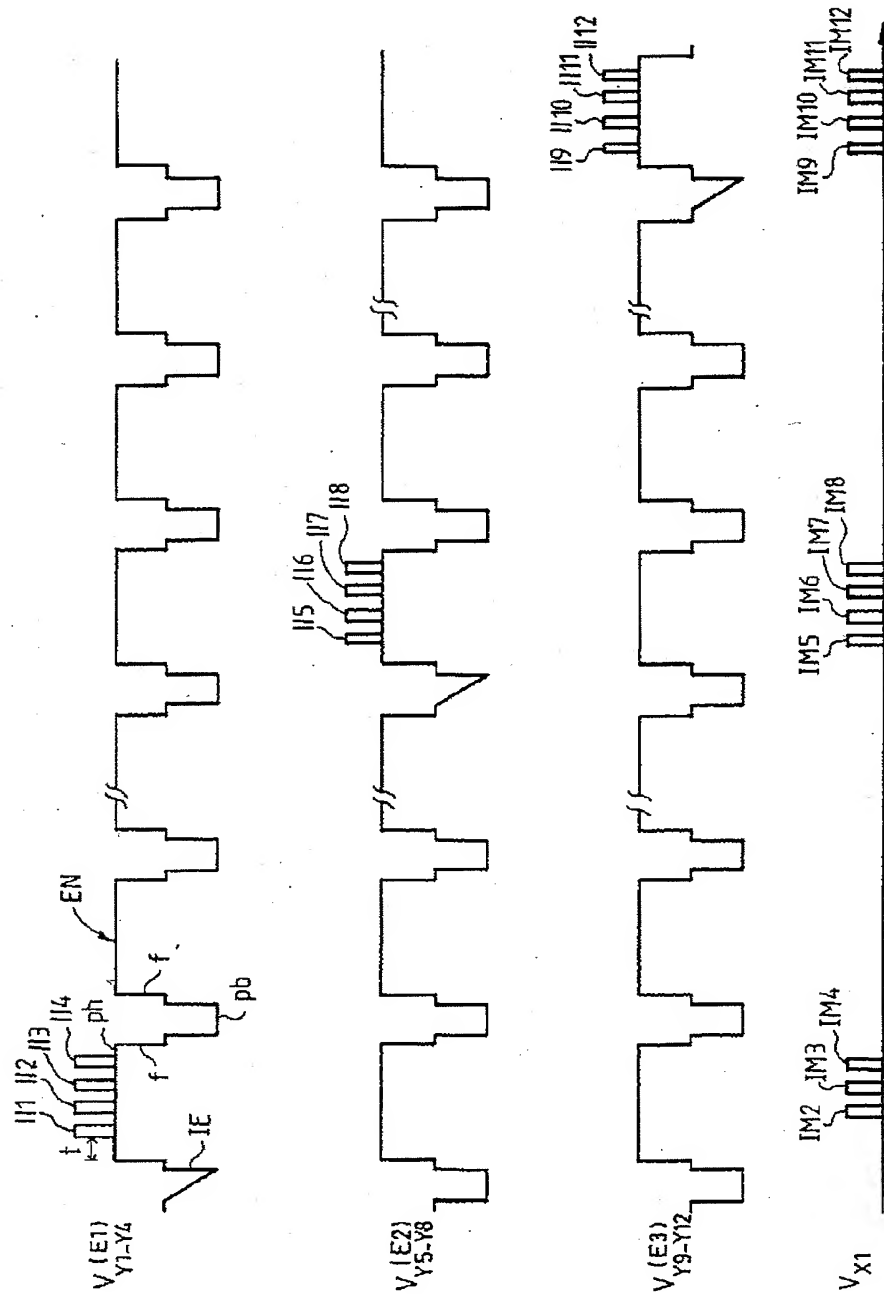 V Y1-Y4 (E1)
t
II1 II2 II3 II4
ph
IE
f
pb
f
EN
V Y5-Y8 (E2)
II5 II6 II7 II8
V Y9-Y12 (E3)
II9 II10 II11 II12
V X1
IM2 IM3 IM4
IM5 IM6 IM7 IM8
IM9 IM10 IM11 IM12